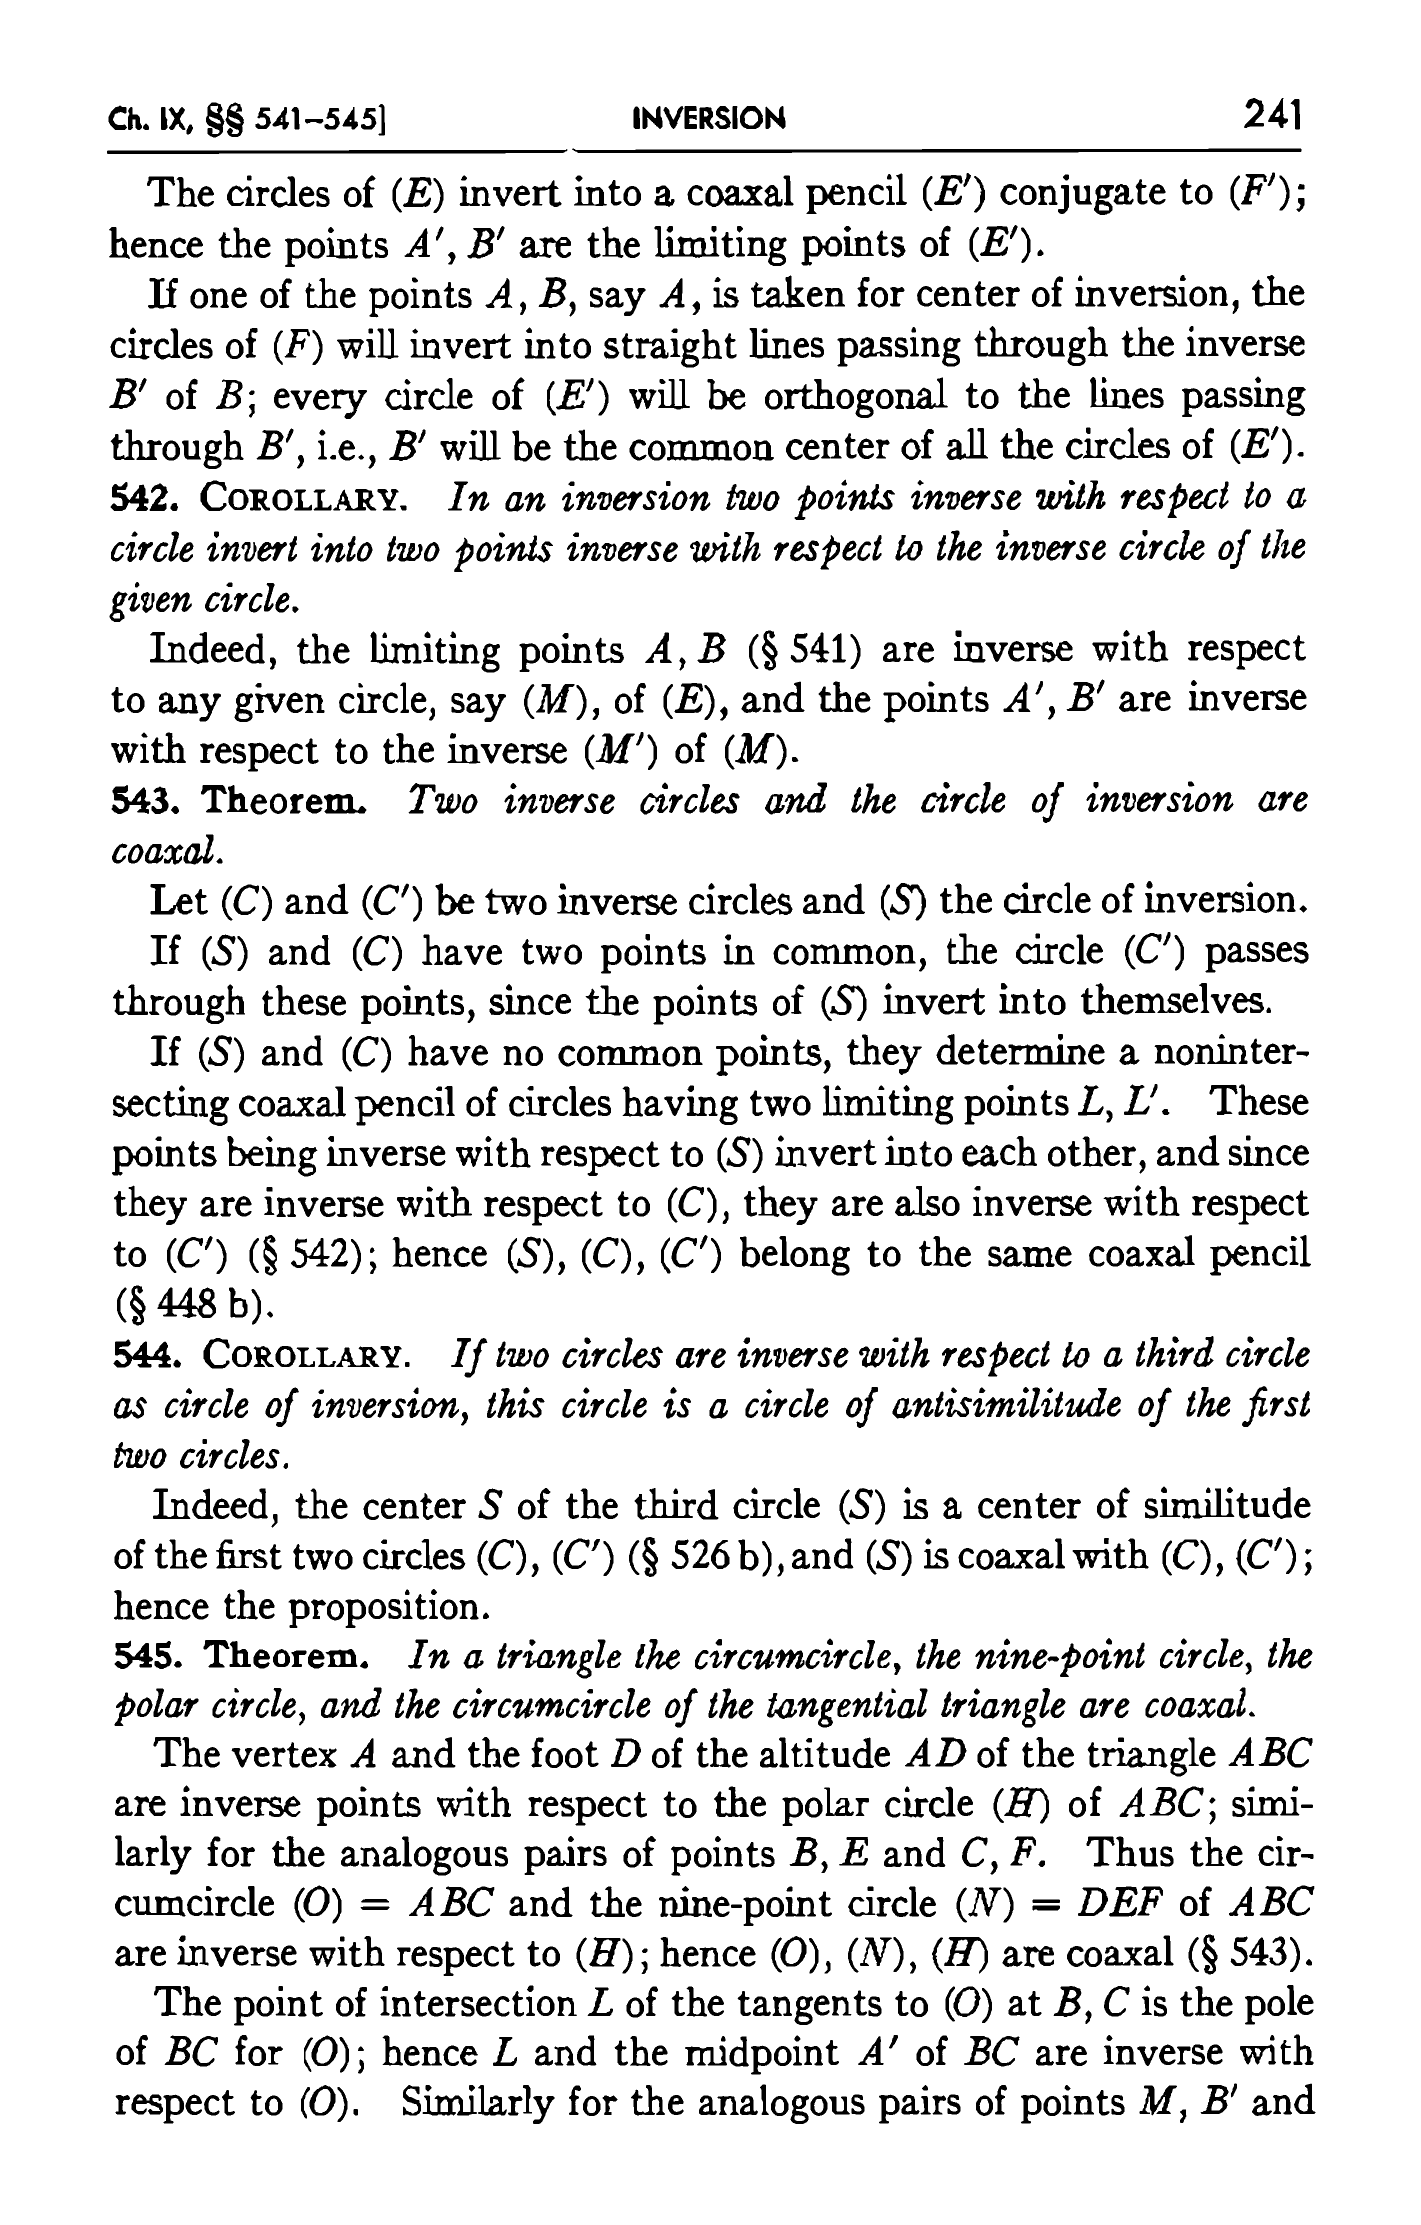 Ch. IX, §§ 541–545] INVERSION 241
The circles of (E) invert into a coaxal pencil (E′) conjugate to (F′);
hence the points A′, B′ are the limiting points of (E′).
If one of the points A, B, say A, is taken for center of inversion, the
circles of (F) will invert into straight lines passing through the inverse
B′ of B; every circle of (E′) will be orthogonal to the lines passing
through B′, i.e., B′ will be the common center of all the circles of (E′).
542. COROLLARY. In an inversion two points inverse with respect to a
circle invert into two points inverse with respect to the inverse circle of the
given circle.
Indeed, the limiting points A, B (§ 541) are inverse with respect
to any given circle, say (M), of (E), and the points A′, B′ are inverse
with respect to the inverse (M′) of (M).
543. Theorem. Two inverse circles and the circle of inversion are
coaxal.
Let (C) and (C′) be two inverse circles and (S) the circle of inversion.
If (S) and (C) have two points in common, the circle (C′) passes
through these points, since the points of (S) invert into themselves.
If (S) and (C) have no common points, they determine a noninter-
secting coaxal pencil of circles having two limiting points L, L′. These
points being inverse with respect to (S) invert into each other, and since
they are inverse with respect to (C), they are also inverse with respect
to (C′) (§ 542); hence (S), (C), (C′) belong to the same coaxal pencil
(§ 448 b).
544. COROLLARY. If two circles are inverse with respect to a third circle
as circle of inversion, this circle is a circle of antisimilitude of the first
two circles.
Indeed, the center S of the third circle (S) is a center of similitude
of the first two circles (C), (C′) (§ 526 b), and (S) is coaxal with (C), (C′);
hence the proposition.
545. Theorem. In a triangle the circumcircle, the nine-point circle, the
polar circle, and the circumcircle of the tangential triangle are coaxal.
The vertex A and the foot D of the altitude AD of the triangle ABC
are inverse points with respect to the polar circle (H) of ABC; simi-
larly for the analogous pairs of points B, E and C, F. Thus the cir-
cumcircle (O) = ABC and the nine-point circle (N) = DEF of ABC
are inverse with respect to (H); hence (O), (N), (H) are coaxal (§ 543).
The point of intersection L of the tangents to (O) at B, C is the pole
of BC for (O); hence L and the midpoint A′ of BC are inverse with
respect to (O). Similarly for the analogous pairs of points M, B′ and